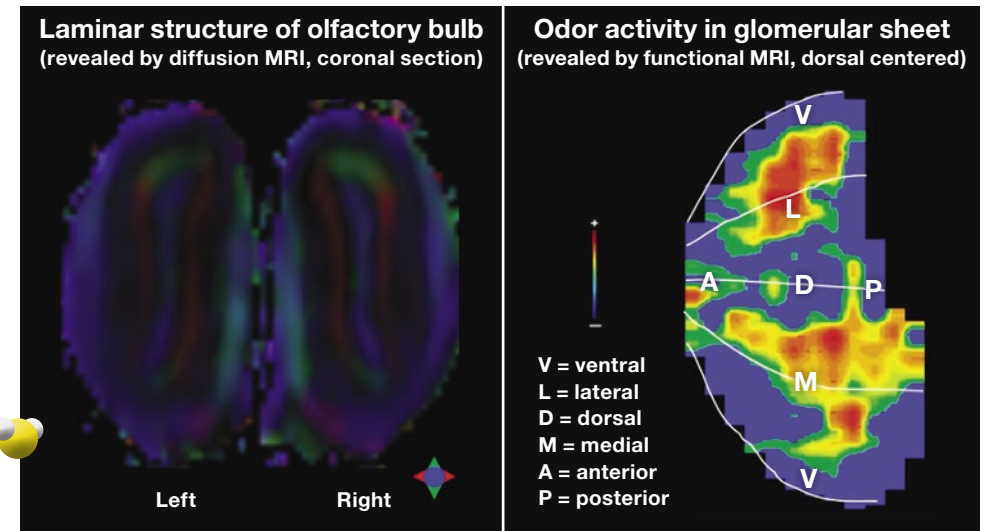 Laminar structure of olfactory bulb
(revealed by diffusion MRI, coronal section)
Left
Right
Odor activity in glomerular sheet
(revealed by functional MRI, dorsal centered)
V
L
A
D
P
M
V
+
–
V = ventral
L = lateral
D = dorsal
M = medial
A = anterior
P = posterior